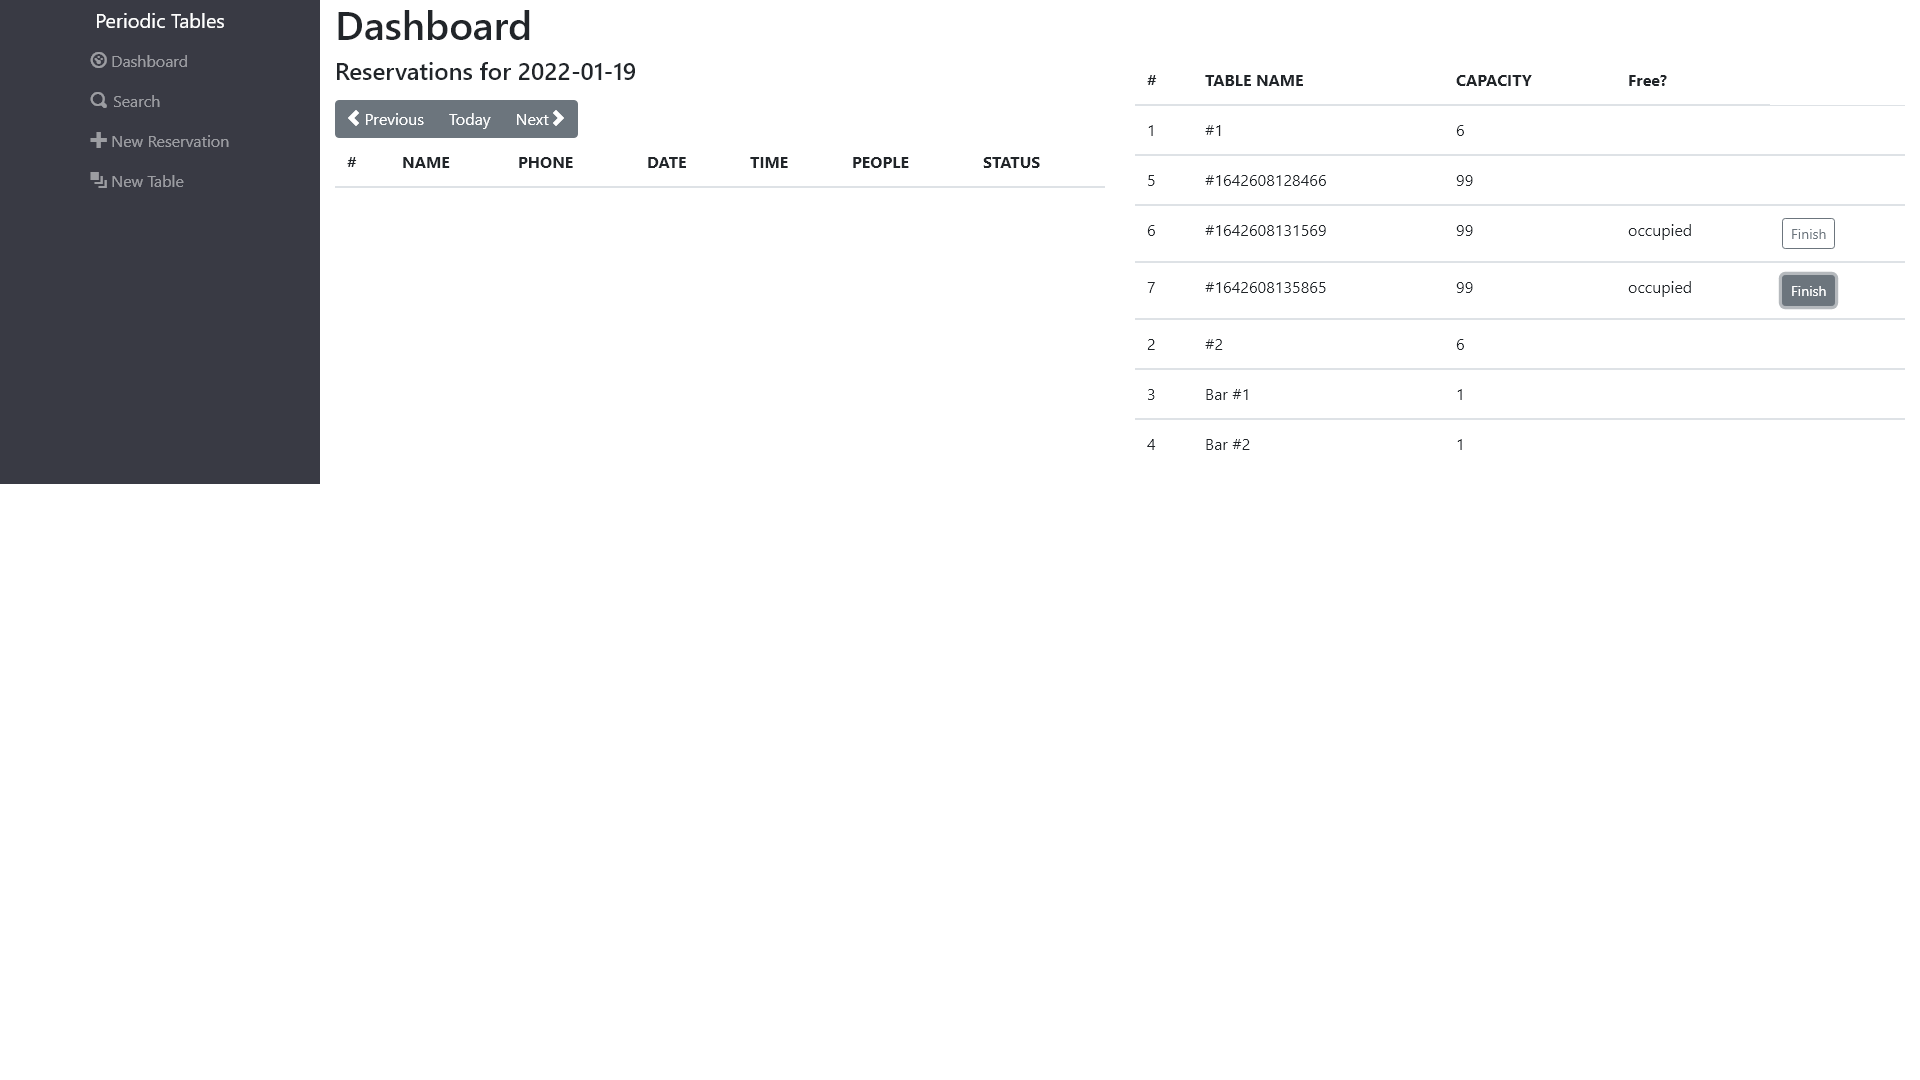 Periodic Tables
Dashboard
Search
New Reservation
New Table
Dashboard
Reservations for 2022-01-19
Previous Today Next
# NAME PHONE DATE TIME PEOPLE STATUS
# TABLE NAME CAPACITY Free?
1 #1 6
5 #1642608128466 99
6 #1642608131569 99 occupied Finish
7 #1642608135865 99 occupied Finish
2 #2 6
3 Bar #1 1
4 Bar #2 1